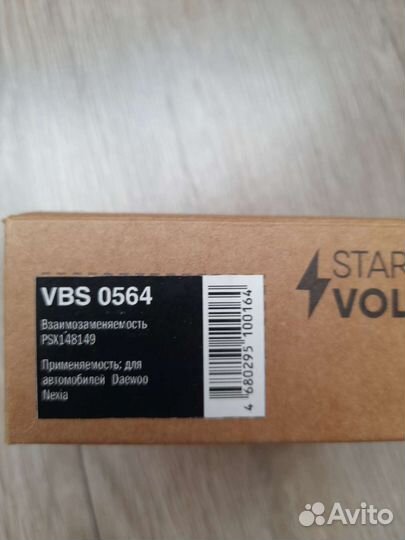 VBS 0564
Взаимозаменяемость
PSX148149
Применяемость: для
автомобилей Daewoo
Nexia
4 680295 100164
STAR
VOL
Avito